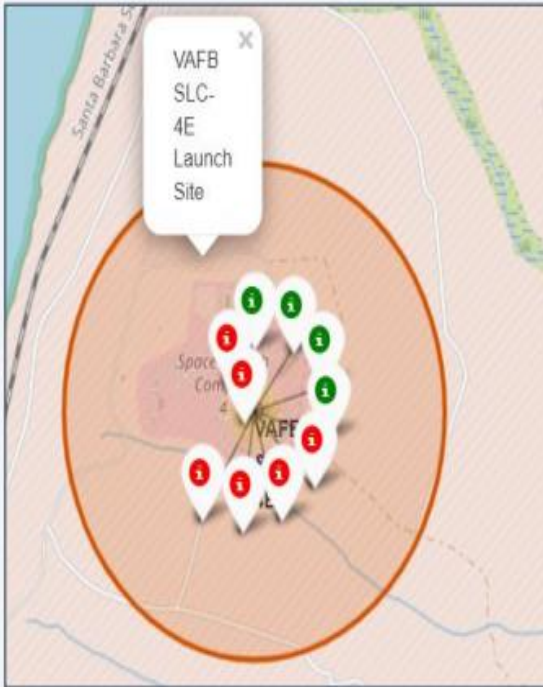 VAFB
SLC-
4E
Launch
Site
×
Santa Barbara S
Space
Com
4
VAFB